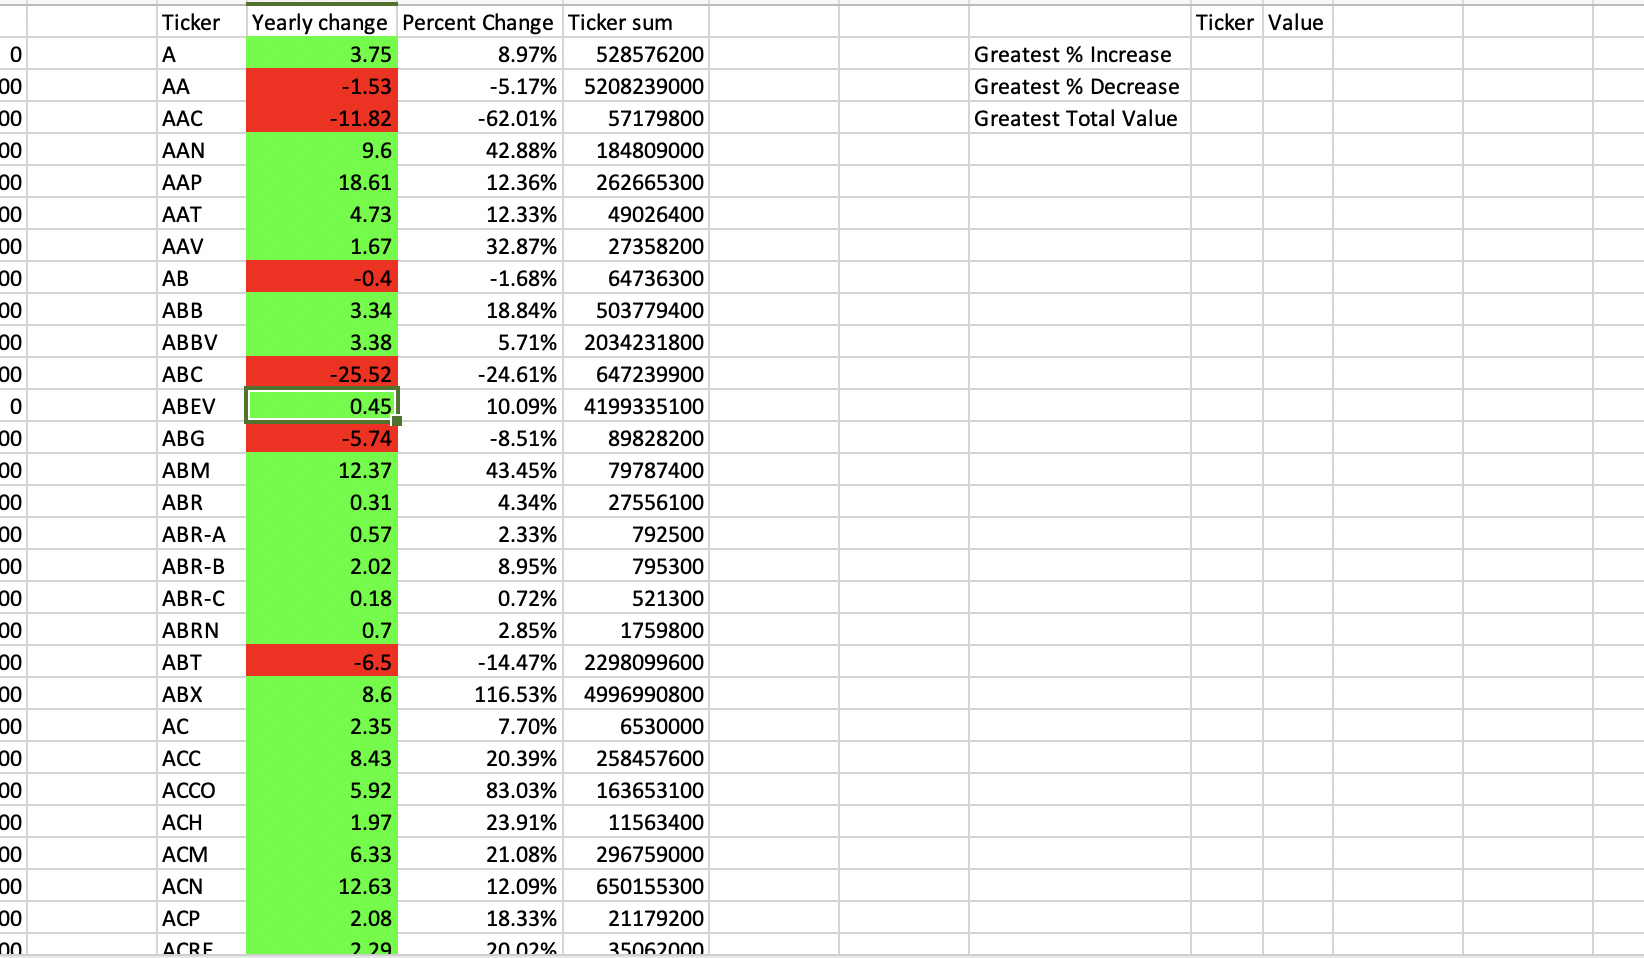 Ticker Yearly change Percent Change Ticker sum Ticker Value
0 A 3.75 8.97% 528576200 Greatest % Increase
00 AA -1.53 -5.17% 5208239000 Greatest % Decrease
00 AAC -11.82 -62.01% 57179800 Greatest Total Value
00 AAN 9.6 42.88% 184809000
00 AAP 18.61 12.36% 262665300
00 AAT 4.73 12.33% 49026400
00 AAV 1.67 32.87% 27358200
00 AB -0.4 -1.68% 64736300
00 ABB 3.34 18.84% 503779400
00 ABBV 3.38 5.71% 2034231800
00 ABC -25.52 -24.61% 647239900
0 ABEV 0.45 10.09% 4199335100
00 ABG -5.74 -8.51% 89828200
00 ABM 12.37 43.45% 79787400
00 ABR 0.31 4.34% 27556100
00 ABR-A 0.57 2.33% 792500
00 ABR-B 2.02 8.95% 795300
00 ABR-C 0.18 0.72% 521300
00 ABRN 0.7 2.85% 1759800
00 ABT -6.5 -14.47% 2298099600
00 ABX 8.6 116.53% 4996990800
00 AC 2.35 7.70% 6530000
00 ACC 8.43 20.39% 258457600
00 ACCO 5.92 83.03% 163653100
00 ACH 1.97 23.91% 11563400
00 ACM 6.33 21.08% 296759000
00 ACN 12.63 12.09% 650155300
00 ACP 2.08 18.33% 21179200
00 ACRE 2.29 20.02% 35062000